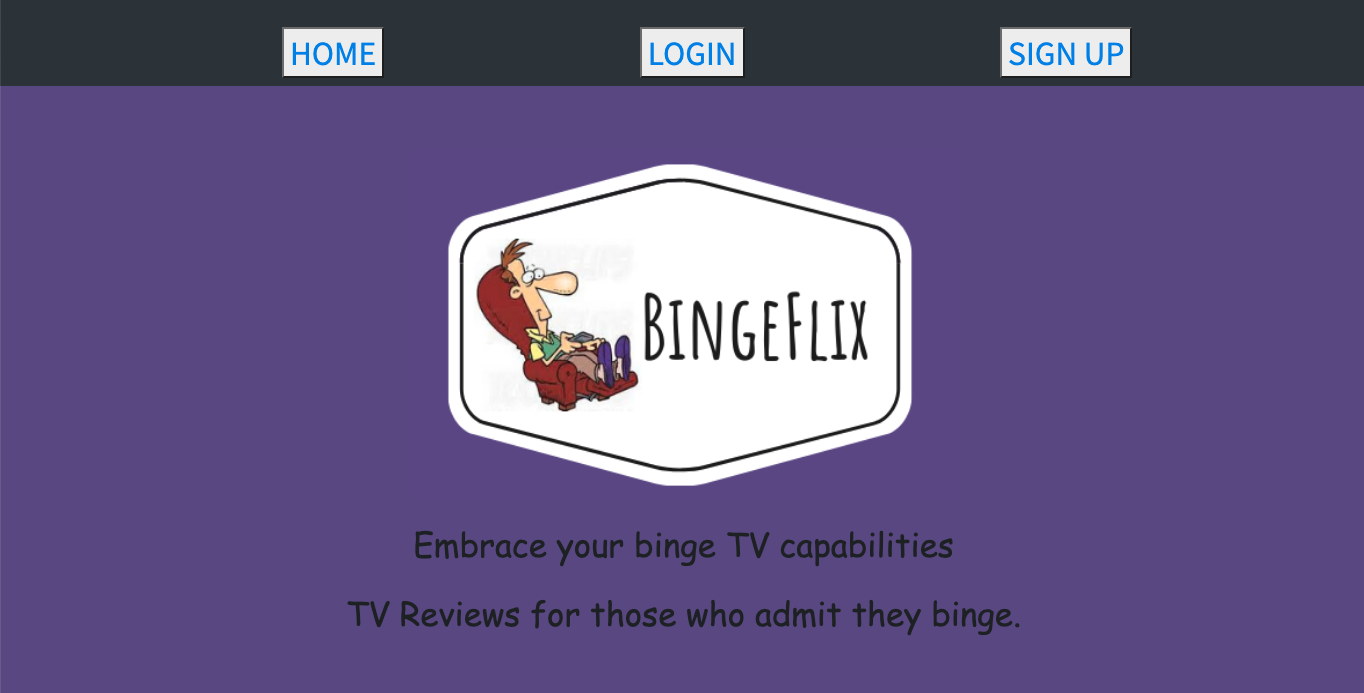 HOME
LOGIN
SIGN UP
BINGEFLIX
Embrace your binge TV capabilities
TV Reviews for those who admit they binge.